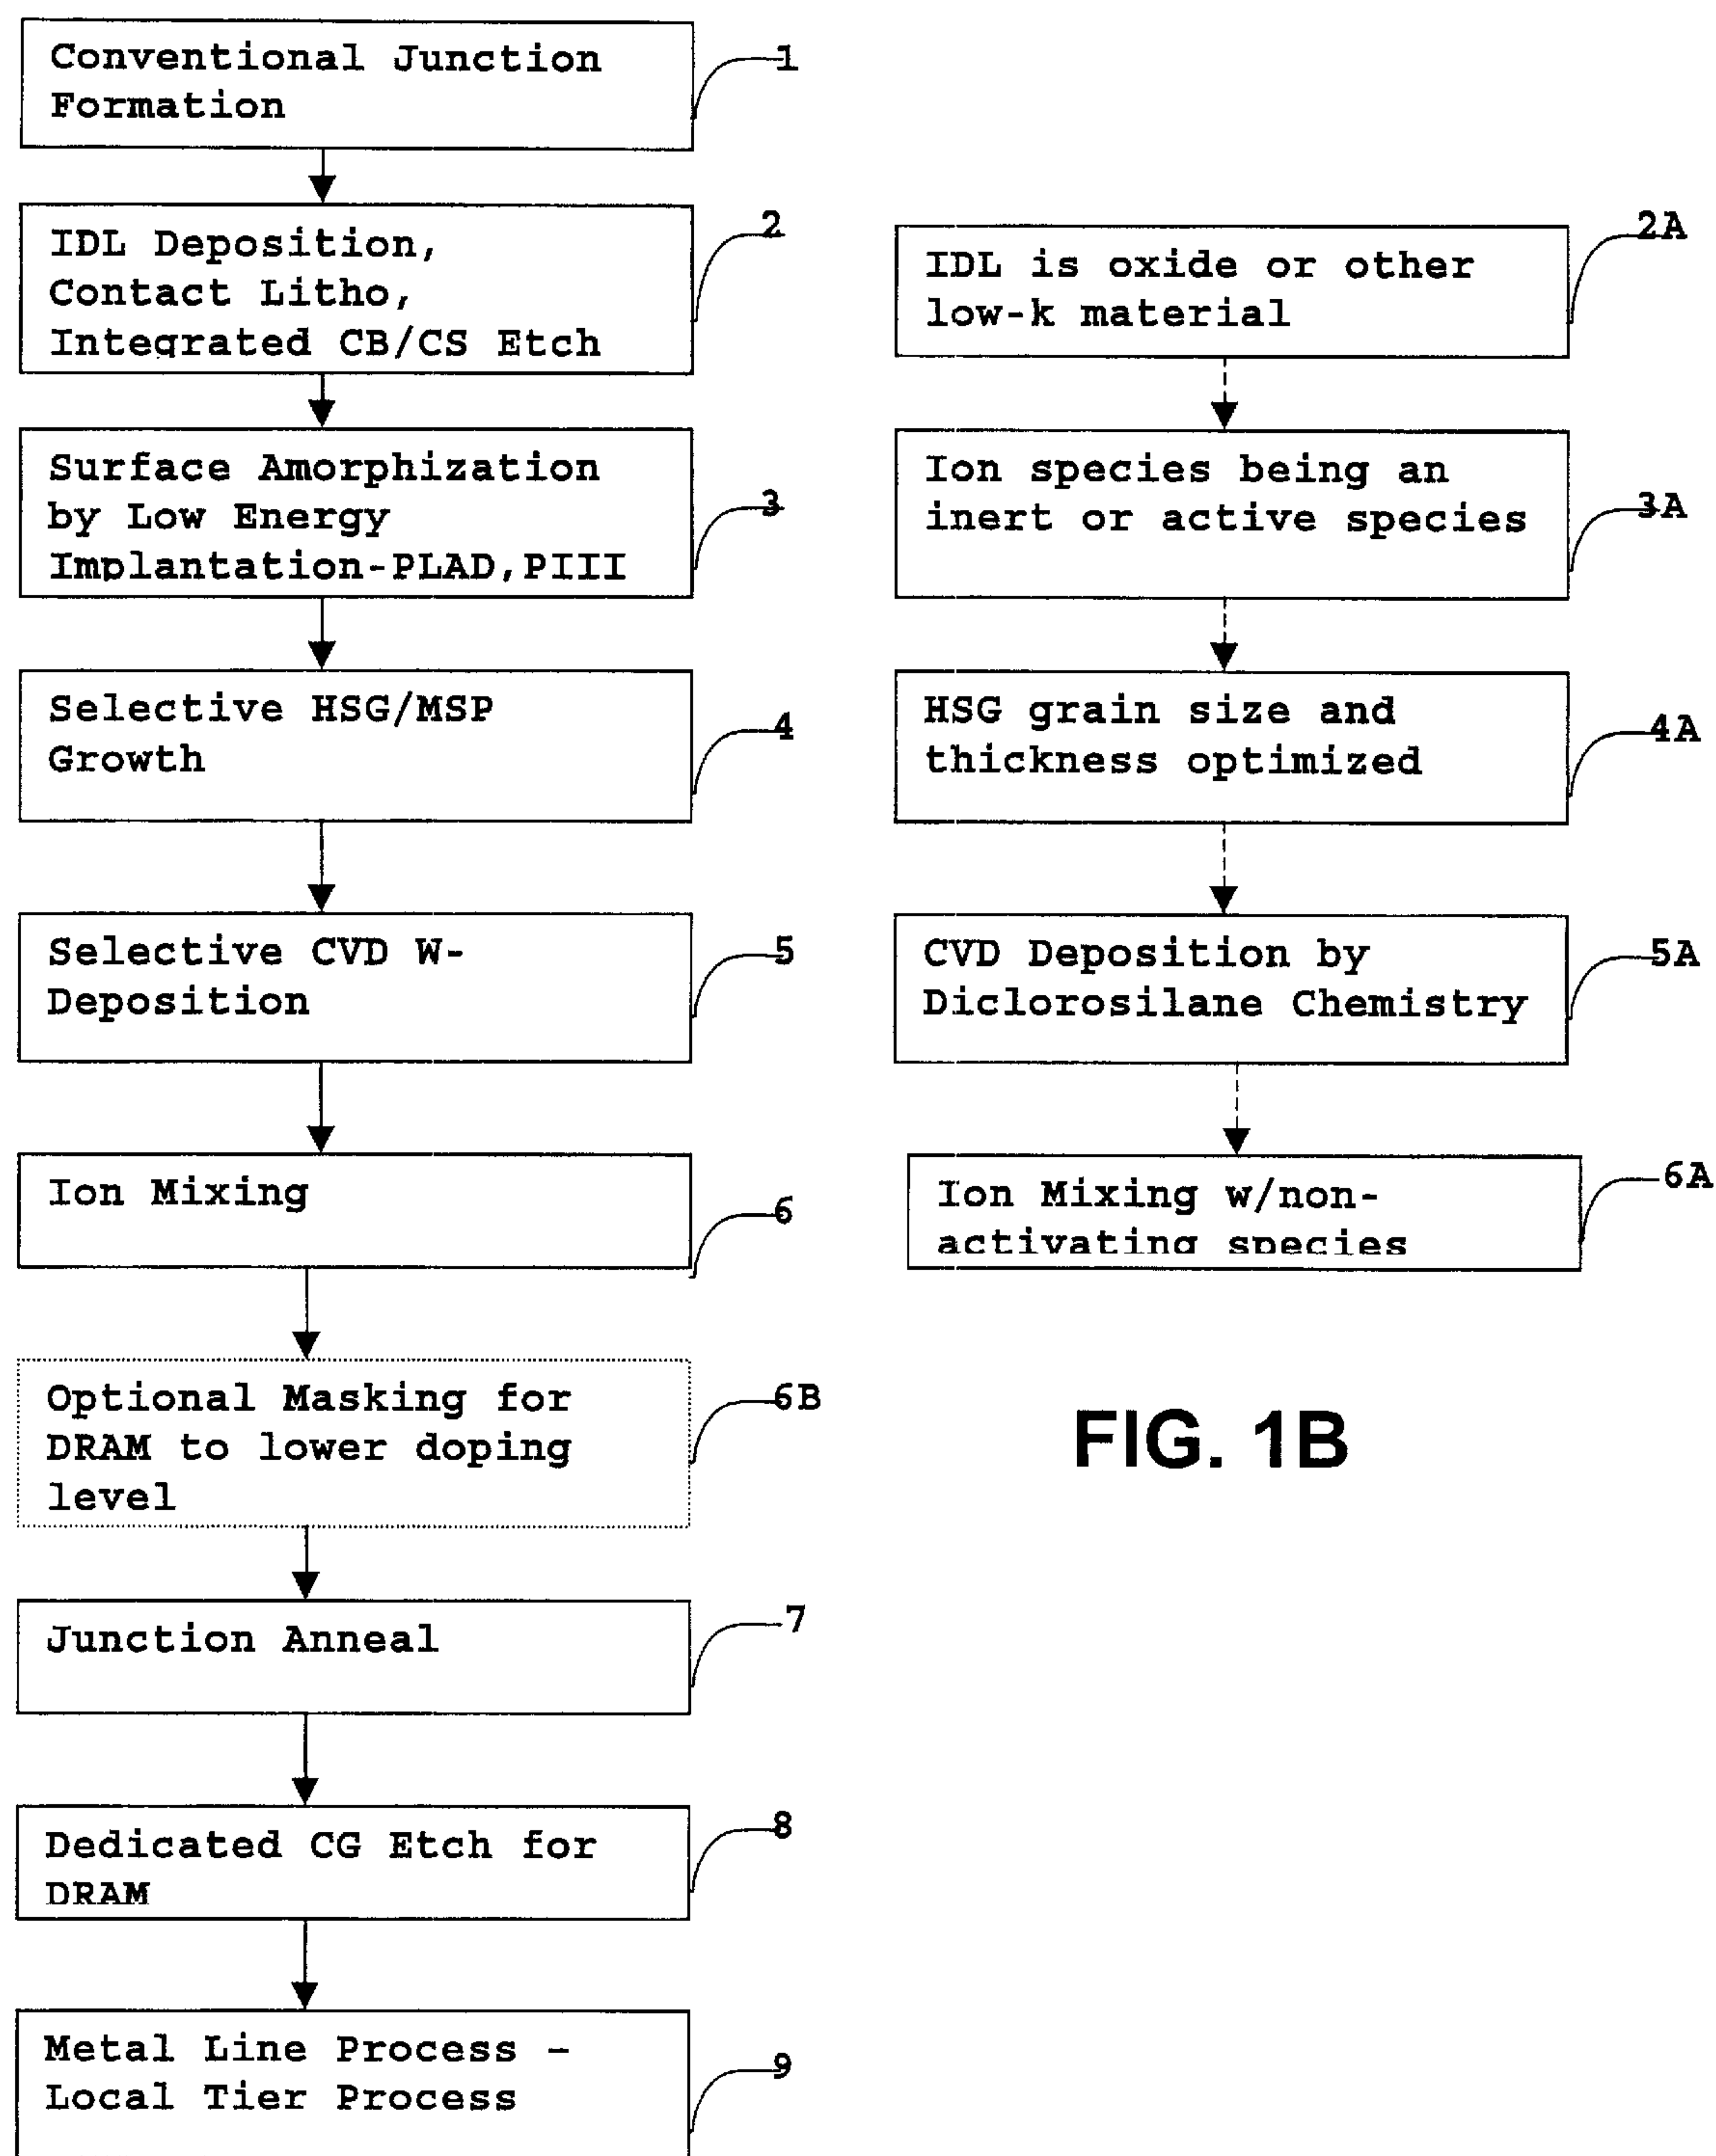 Conventional Junction
Formation
1
IDL Deposition,
Contact Litho,
Integrated CB/CS Etch
2
Surface Amorphization
by Low Energy
Implantation-PLAD,PIII
3
Selective HSG/MSP
Growth
4
Selective CVD W-
Deposition
5
Ion Mixing
6
Optional Masking for
DRAM to lower doping
level
6B
Junction Anneal
7
Dedicated CG Etch for
DRAM
8
Metal Line Process –
Local Tier Process
9
IDL is oxide or other
low-k material
2A
Ion species being an
inert or active species
3A
HSG grain size and
thickness optimized
4A
CVD Deposition by
Diclorosilane Chemistry
5A
Ion Mixing w/non-
activating species
6A
FIG. 1B